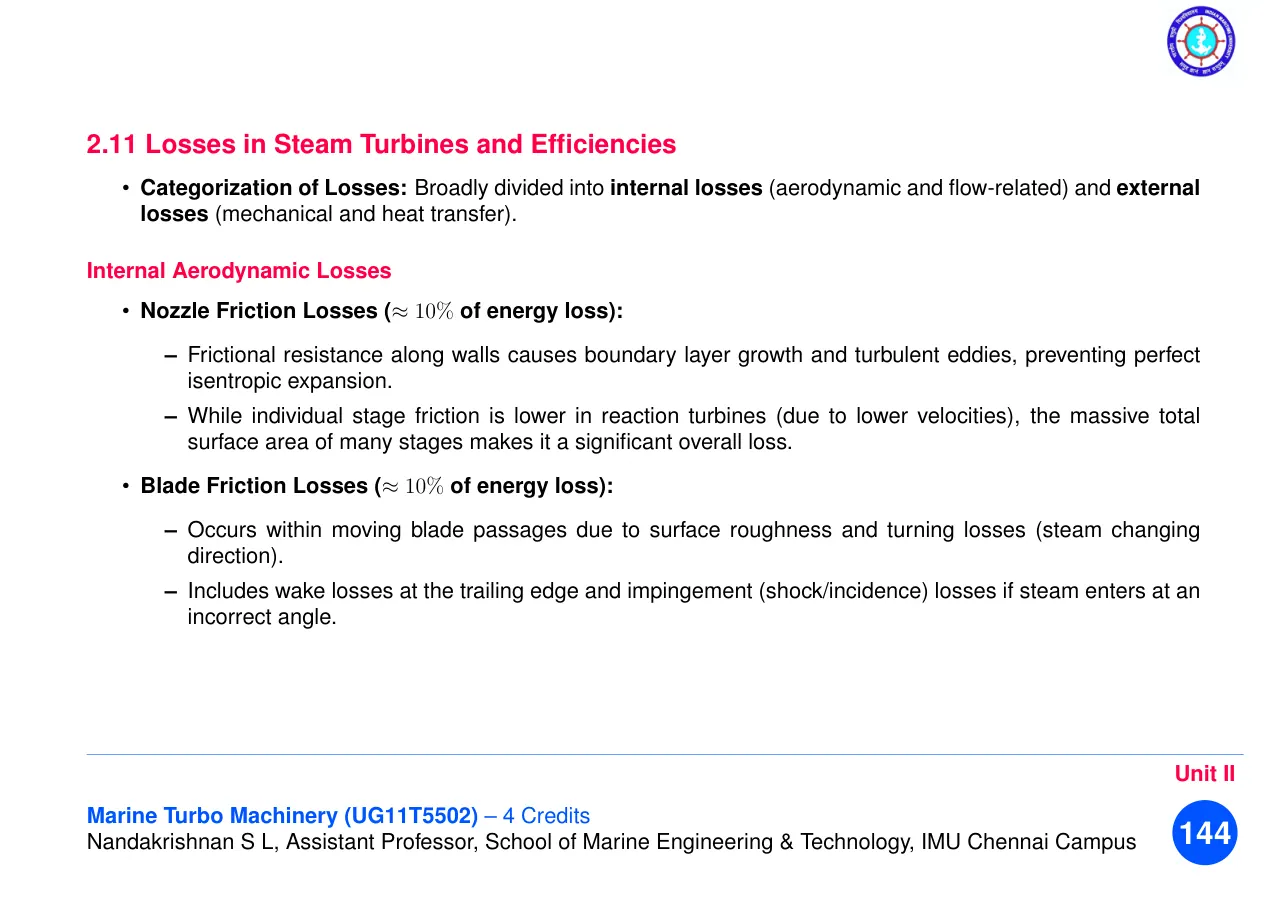 2.11 Losses in Steam Turbines and Efficiencies
• Categorization of Losses: Broadly divided into internal losses (aerodynamic and flow-related) and external
losses (mechanical and heat transfer).
Internal Aerodynamic Losses
• Nozzle Friction Losses (≈ 10% of energy loss):
– Frictional resistance along walls causes boundary layer growth and turbulent eddies, preventing perfect
isentropic expansion.
– While individual stage friction is lower in reaction turbines (due to lower velocities), the massive total
surface area of many stages makes it a significant overall loss.
• Blade Friction Losses (≈ 10% of energy loss):
– Occurs within moving blade passages due to surface roughness and turning losses (steam changing
direction).
– Includes wake losses at the trailing edge and impingement (shock/incidence) losses if steam enters at an
incorrect angle.
Unit II
Marine Turbo Machinery (UG11T5502) – 4 Credits
Nandakrishnan S L, Assistant Professor, School of Marine Engineering & Technology, IMU Chennai Campus
144